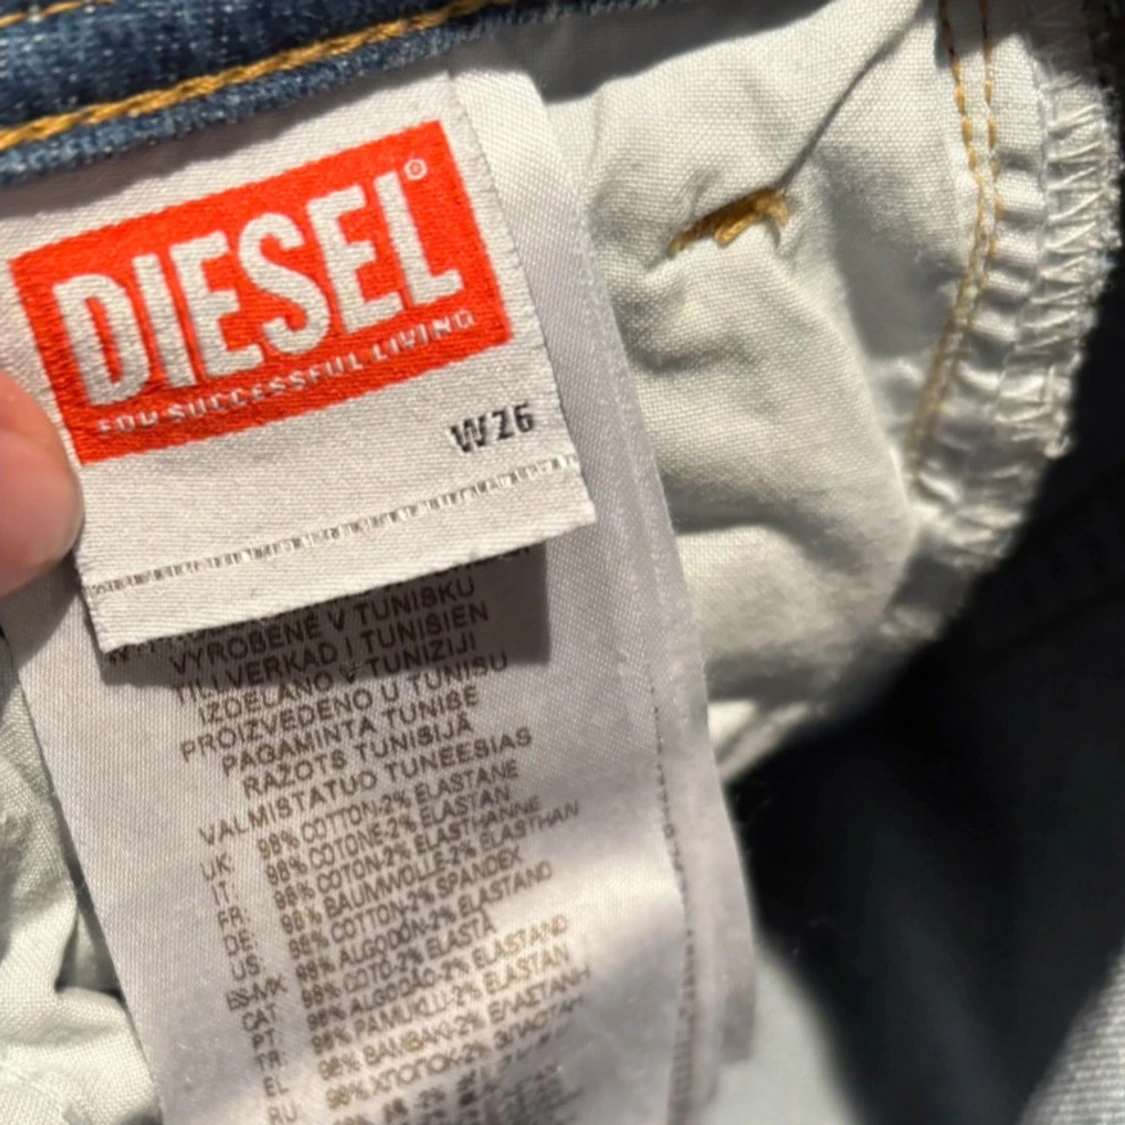 DIESEL®
FOR SUCCESSFUL LIVING
W26
VYROBENÉ V TUNISKU
TILLVERKAD I TUNISIEN
IZDELANO V TUNIZIJI
PROIZVEDENO U TUNISU
PAGAMINTA TUNISE
RAŽOTS TUNISIJĀ
VALMISTATUO TUNEESIAS
UK: 98% COTTON-2% ELASTANE
IT: 98% COTONE-2% ELASTAN
FR: 98% COTON-2% ELASTHANNE
DE: 98% BAUMWOLLE-2% ELASTHAN
US: 98% COTTON-2% SPANDEX
ES-MX: 98% ALGODÓN-2% ELASTANO
CAT: 98% COTÓ-2% ELASTÀ
PT: 98% ALGODÃO-2% ELASTANO
TR: 98% PAMUKLU-2% ELASTAN
EL: 98% ΒΑΜΒΑΚΙ-2% ΕΛΑΣΤΑΝΗ
RU: 98% ХЛОПОК-2%